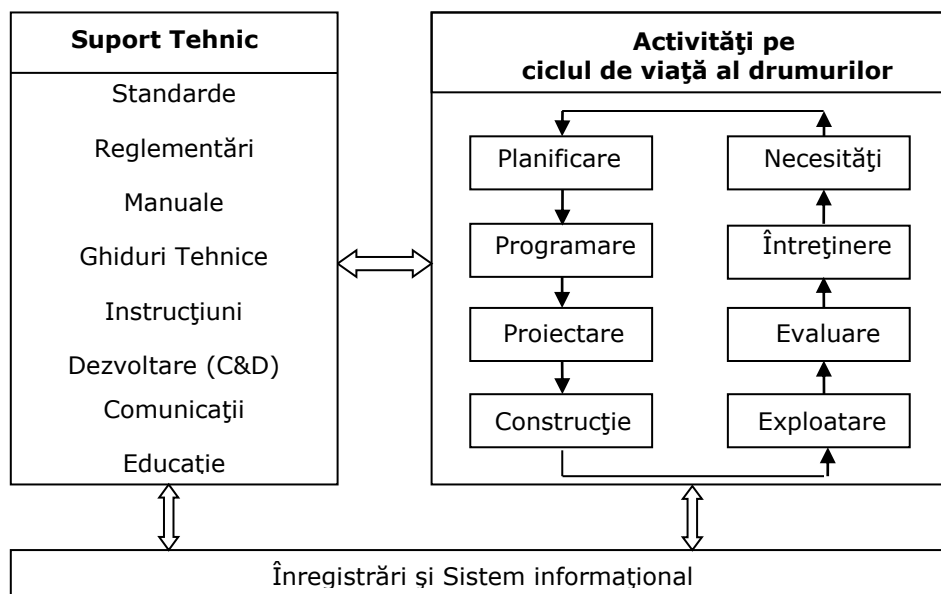 Suport Tehnic
Standarde
Reglementări
Manuale
Ghiduri Tehnice
Instrucţiuni
Dezvoltare (C&D)
Comunicaţii
Educaţie
Activităţi pe
ciclul de viaţă al drumurilor
Planificare
Programare
Proiectare
Construcţie
Necesităţi
Întreţinere
Evaluare
Exploatare
Înregistrări şi Sistem informaţional